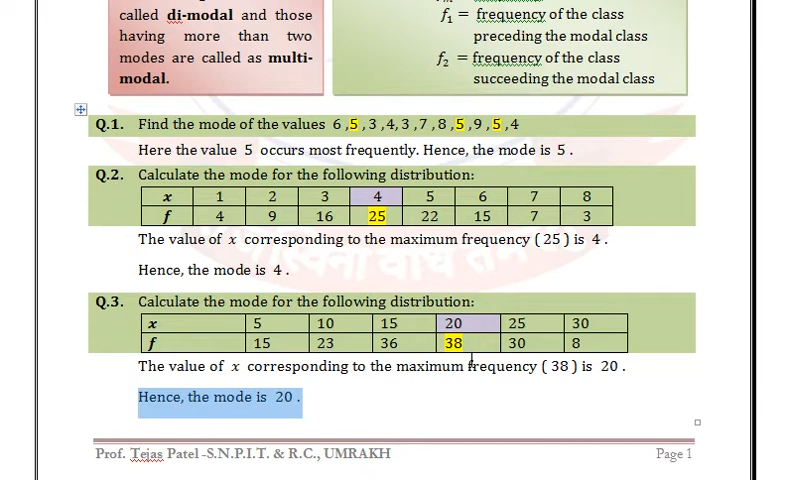 called di-modal and those
having more than two
modes are called as multi-
modal.
f₁ = frequency of the class
preceding the modal class
f₂ = frequency of the class
succeeding the modal class
Q.1. Find the mode of the values 6 ,5 ,3 ,4, 3 ,7 ,8 ,5 ,9 ,5 ,4
Here the value 5 occurs most frequently. Hence, the mode is 5 .
Q.2. Calculate the mode for the following distribution:
x 1 2 3 4 5 6 7 8
f 4 9 16 25 22 15 7 3
The value of x corresponding to the maximum frequency ( 25 ) is 4 .
Hence, the mode is 4 .
Q.3. Calculate the mode for the following distribution:
x 5 10 15 20 25 30
f 15 23 36 38 30 8
The value of x corresponding to the maximum frequency ( 38 ) is 20 .
Hence, the mode is 20 .
Prof. Tejas Patel -S.N.P.I.T. & R.C., UMRAKH Page 1